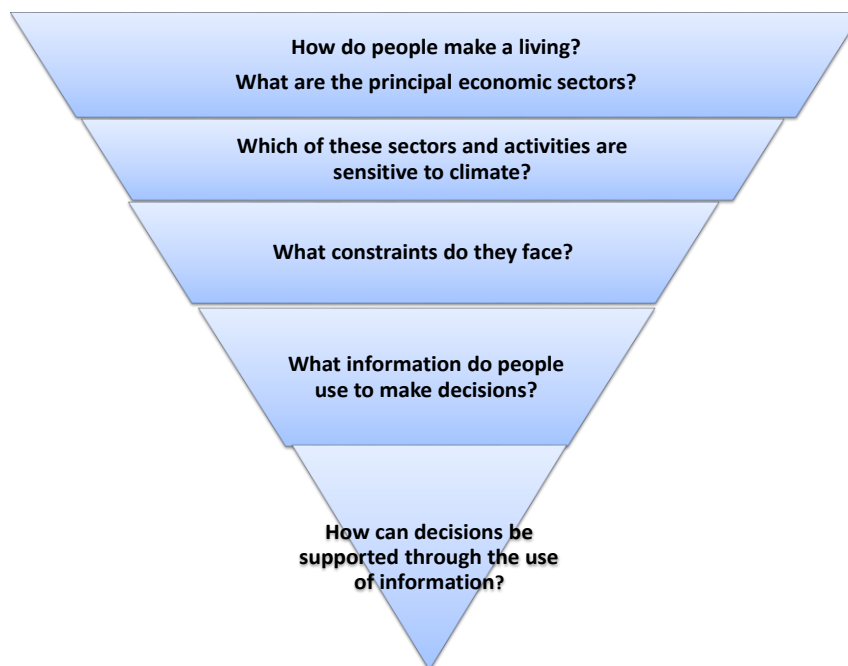 How do people make a living?
What are the principal economic sectors?
Which of these sectors and activities are
sensitive to climate?
What constraints do they face?
What information do people
use to make decisions?
How can decisions be
supported through the use
of information?